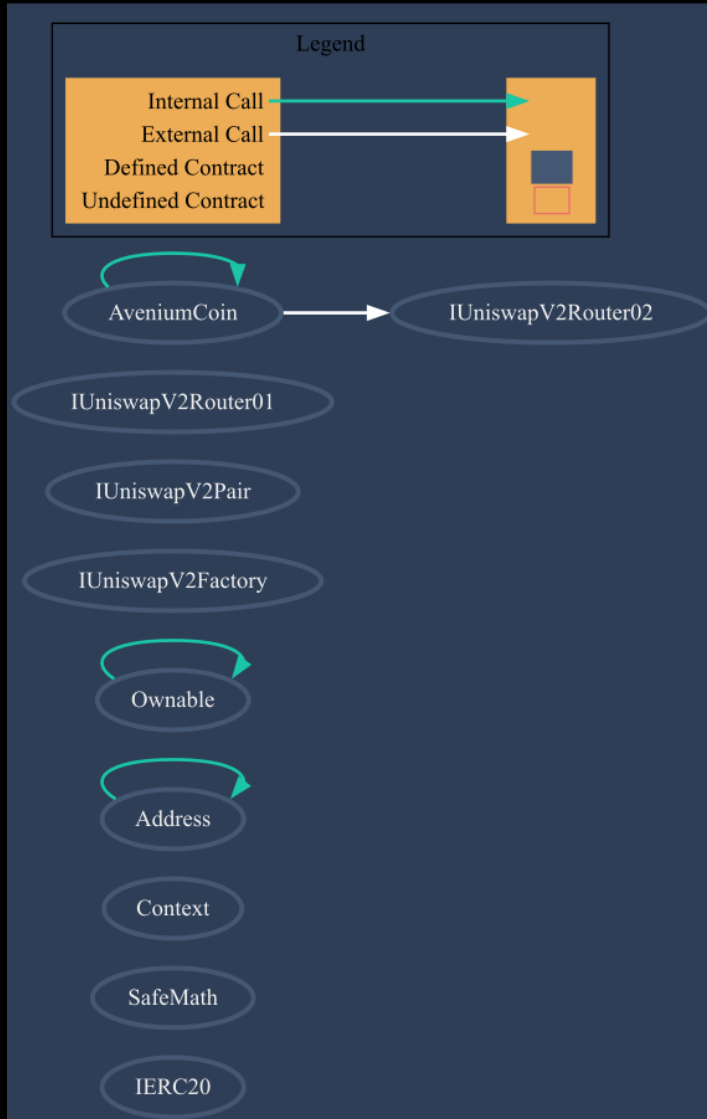 Legend
Internal Call
External Call
Defined Contract
Undefined Contract
AveniumCoin
IUniswapV2Router02
IUniswapV2Router01
IUniswapV2Pair
IUniswapV2Factory
Ownable
Address
Context
SafeMath
IERC20